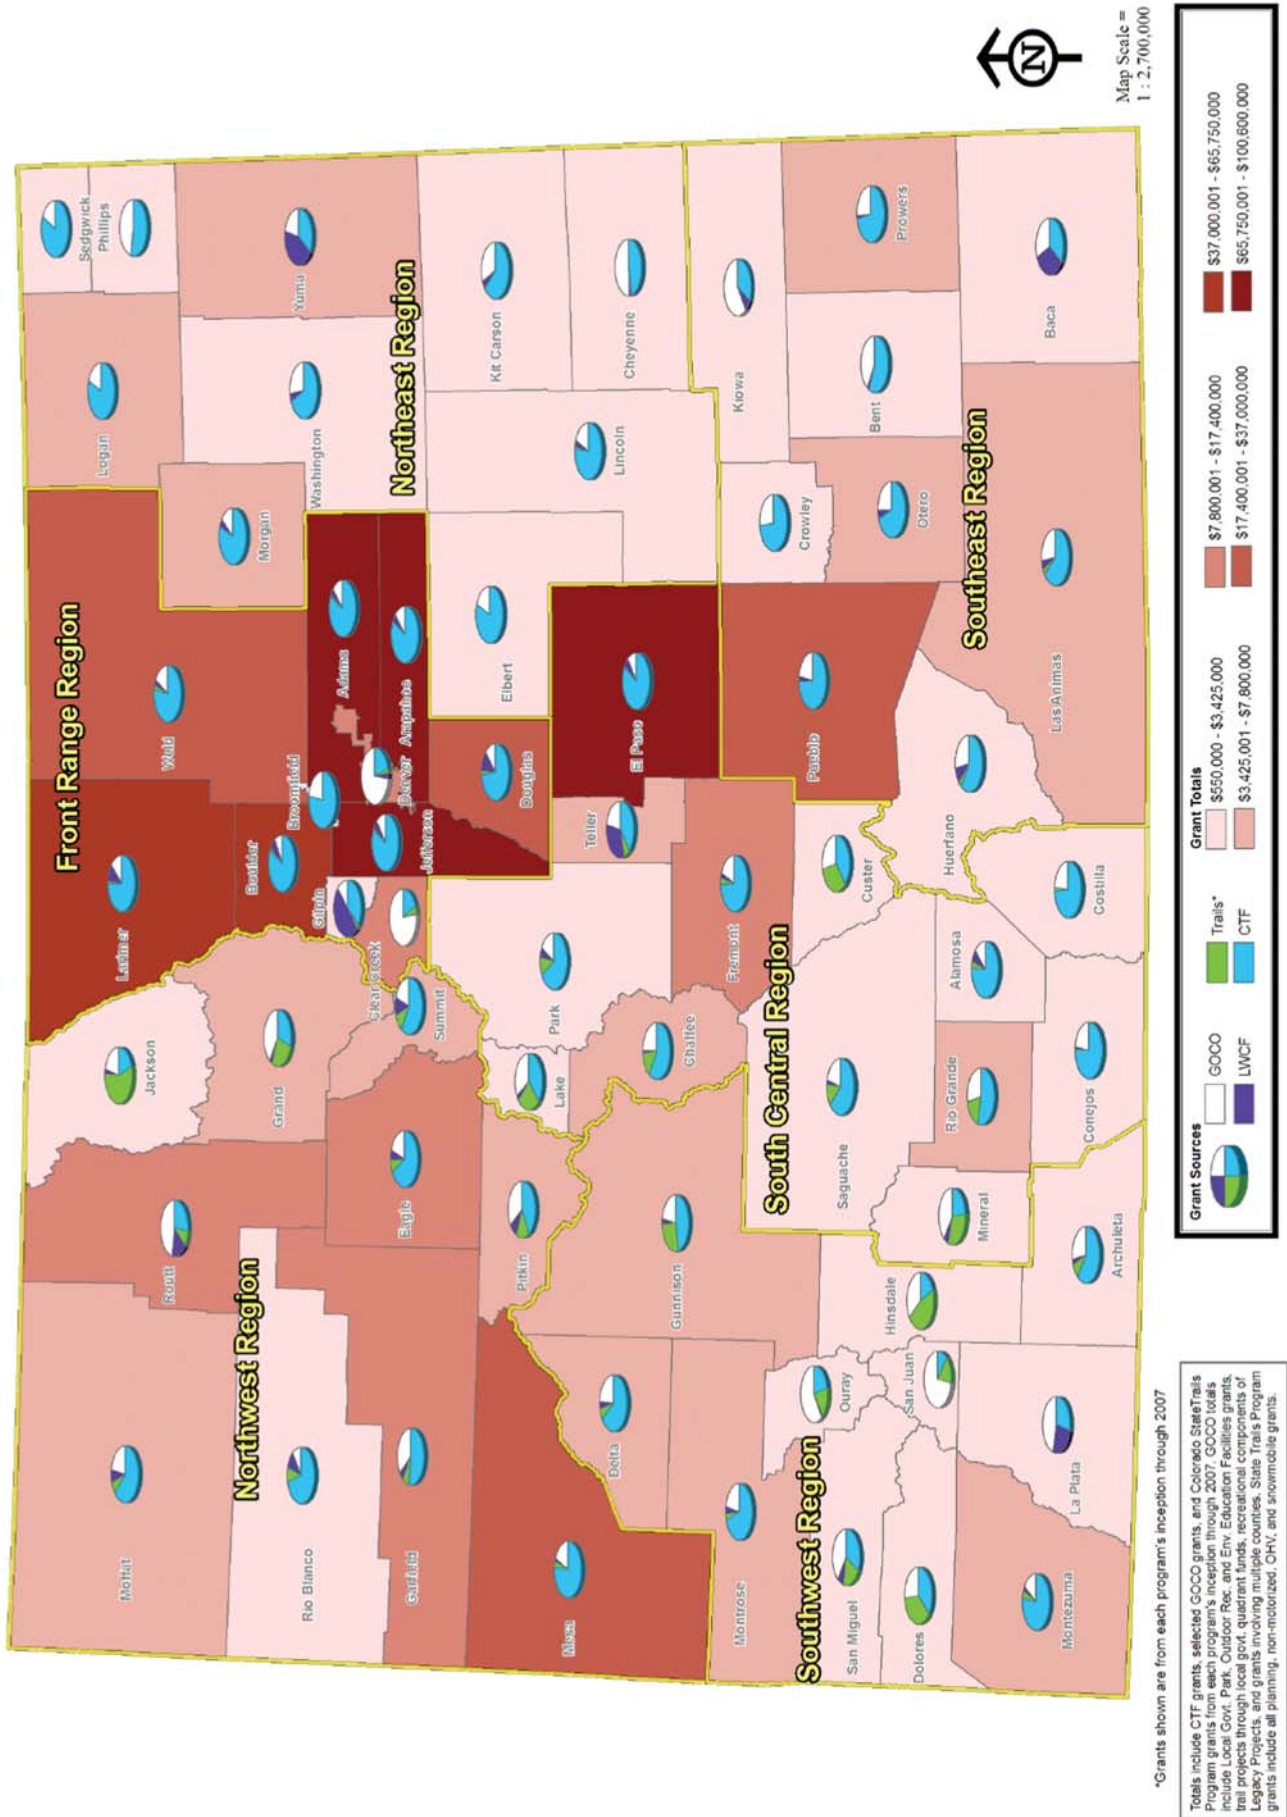 Northwest Region
Front Range Region
Northeast Region
Southwest Region
South Central Region
Southeast Region
Moffat
Routt
Jackson
Larimer
Weld
Logan
Sedgwick
Phillips
Rio Blanco
Grand
Boulder
Broomfield
Morgan
Washington
Yuma
Garfield
Eagle
Summit
Clear Creek
Gilpin
Jefferson
Denver
Adams
Arapahoe
Mesa
Pitkin
Lake
Park
Douglas
Elbert
Kit Carson
Delta
Gunnison
Chaffee
Teller
El Paso
Lincoln
Cheyenne
Montrose
Ouray
Saguache
Fremont
Custer
Pueblo
Crowley
Kiowa
San Miguel
Dolores
San Juan
Hinsdale
Mineral
Rio Grande
Alamosa
Huerfano
Otero
Bent
Prowers
Montezuma
La Plata
Archuleta
Conejos
Costilla
Las Animas
Baca
N
Map Scale =
1 : 2,700,000
*Grants shown are from each program's inception through 2007
Totals include CTF grants, selected GOCO grants, and Colorado StateTrails
Program grants from each program's inception through 2007. GOCO totals
include Local Govt. Park, Outdoor Rec. and Env. Education Facilities grants,
trail projects through local govt. quadrant funds, recreational components of
Legacy Projects, and grants involving multiple counties. State Trails Program
grants include all planning, non-motorized, OHV, and snowmobile grants.
Grant Sources
GOCO
LWCF
Trails*
CTF
Grant Totals
$50,000 - $3,425,000
$3,425,001 - $7,800,000
$7,800,001 - $17,400,000
$17,400,001 - $37,000,000
$37,000,001 - $65,750,000
$65,750,001 - $100,600,000